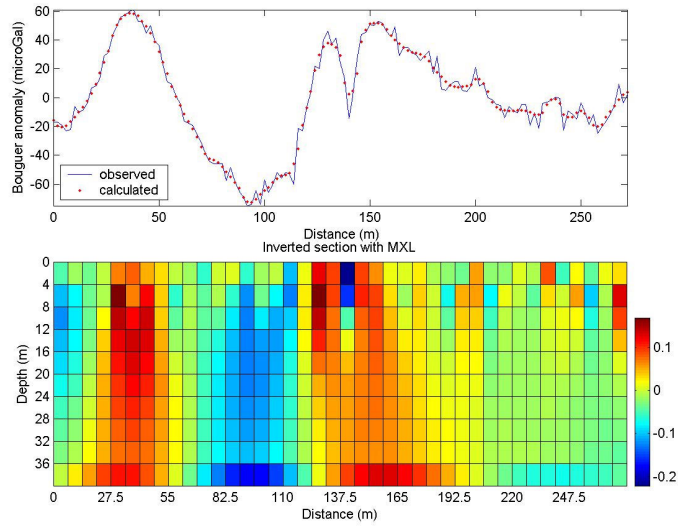 60
40
20
0
-20
-40
-60
Bouguer anomaly (microGal)
observed
calculated
0 50 100 150 200 250
Distance (m)
Inverted section with MXL
0
4
8
12
16
20
24
28
32
36
Depth (m)
0 27.5 55 82.5 110 137.5 165 192.5 220 247.5
Distance (m)
0.1
0
-0.1
-0.2